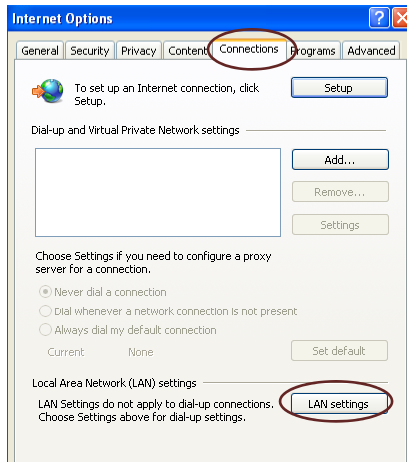 Internet Options
General Security Privacy Content Connections Programs Advanced
To set up an Internet connection, click
Setup.
Setup
Dial-up and Virtual Private Network settings
Add...
Remove...
Settings
Choose Settings if you need to configure a proxy
server for a connection.
Never dial a connection
Dial whenever a network connection is not present
Always dial my default connection
Current None
Set default
Local Area Network (LAN) settings
LAN Settings do not apply to dial-up connections.
Choose Settings above for dial-up settings.
LAN settings